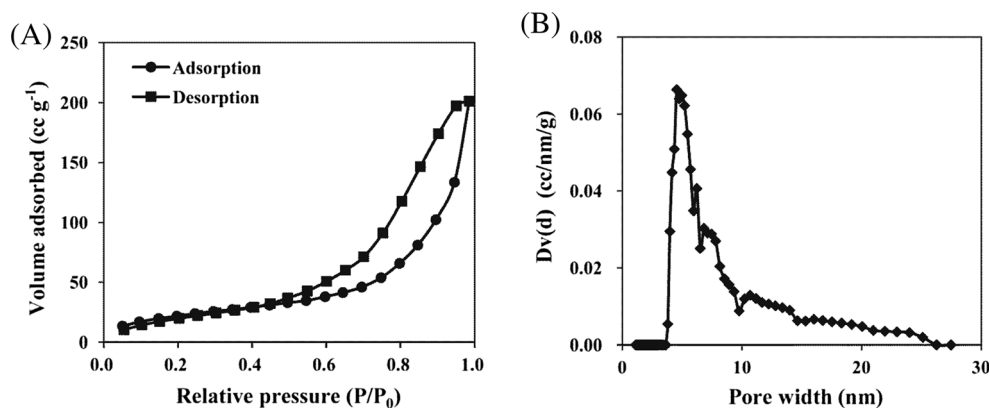 (A)
250
200
150
100
50
0
Volume adsorbed (cc g-1)
Adsorption
Desorption
0.0 0.2 0.4 0.6 0.8 1.0
Relative pressure (P/P0)
(B)
0.08
0.06
0.04
0.02
0.00
Dv(d) (cc/nm/g)
0 10 20 30
Pore width (nm)